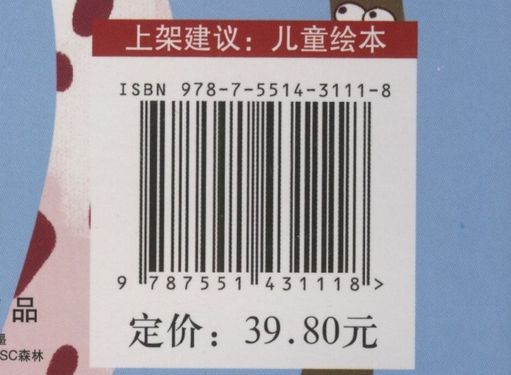 上架建议：儿童绘本
ISBN 978-7-5514-3111-8
9 787551 431118 >
定价：39.80元
品
SC森林